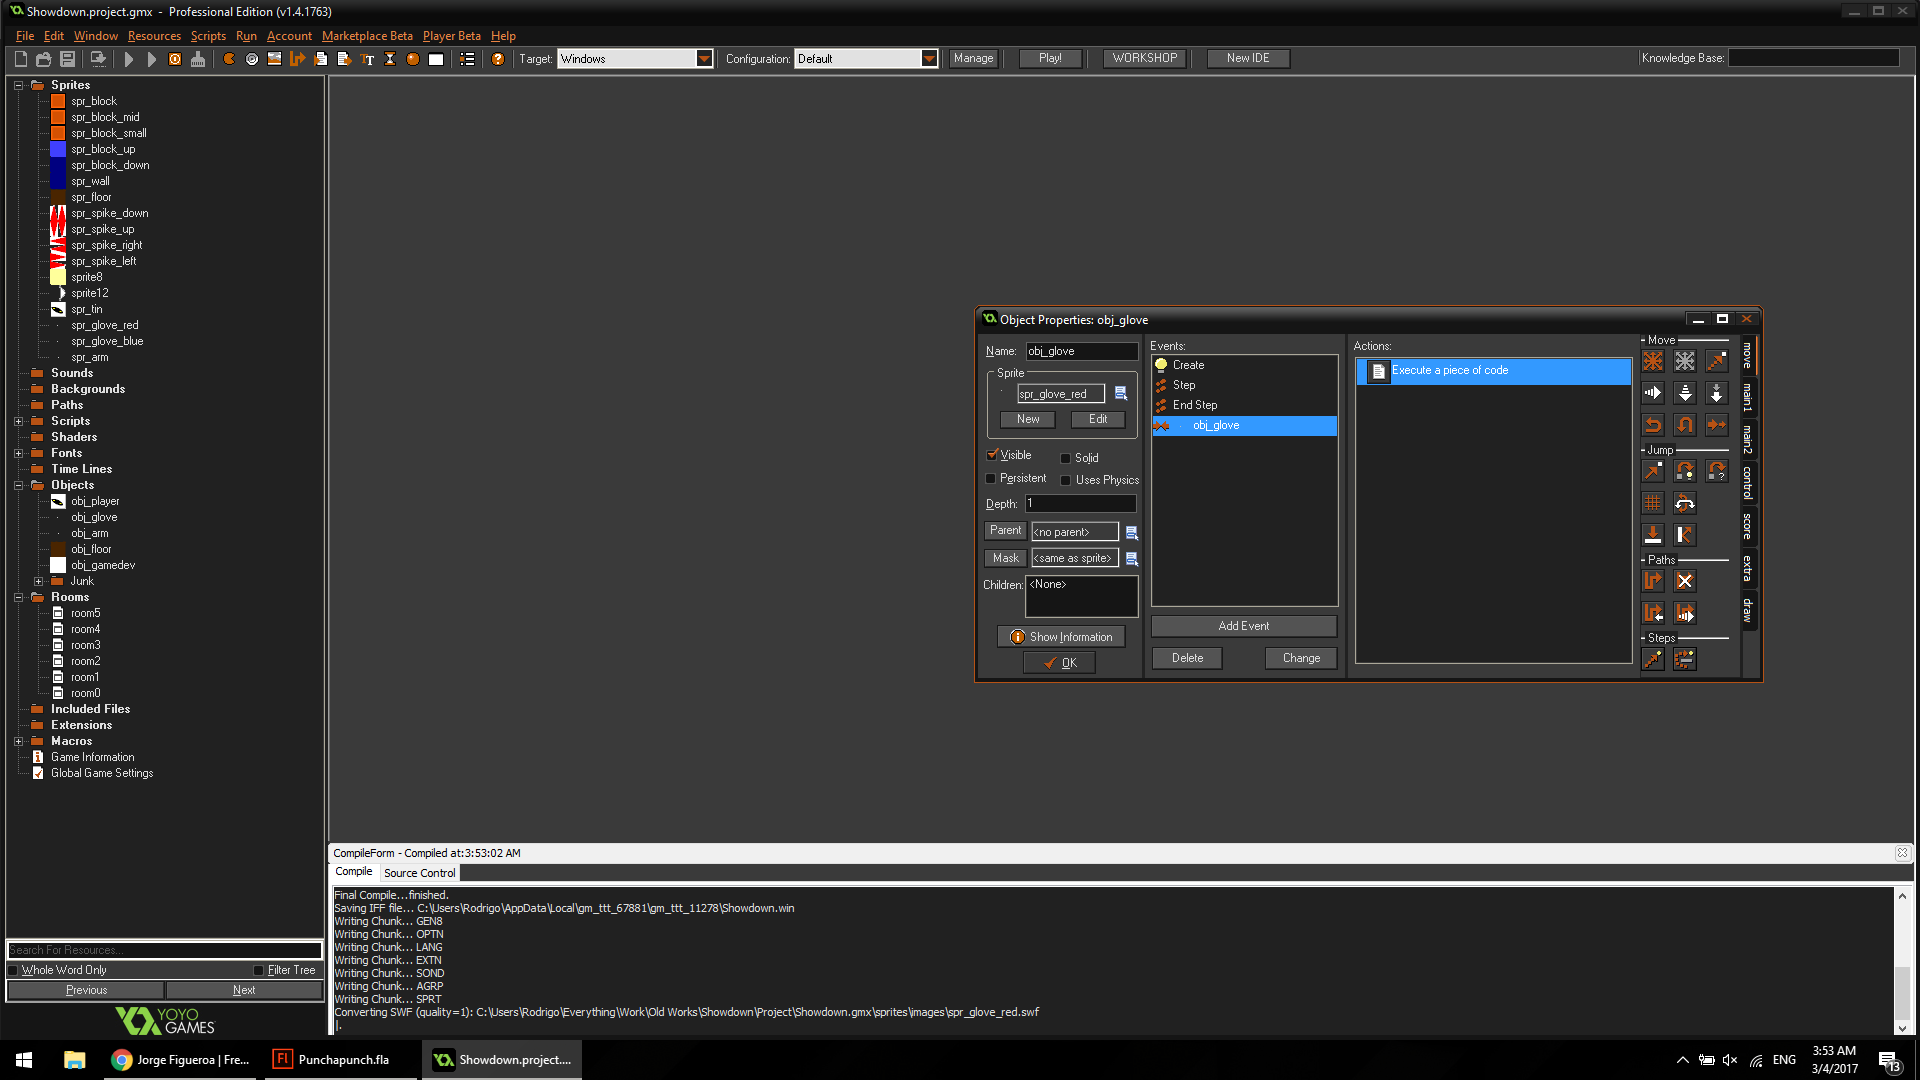 Showdown.project.gmx - Professional Edition (v1.4.1763)
File Edit Window Resources Scripts Run Account Marketplace Beta Player Beta Help
Target: Windows Configuration: Default Manage Play! WORKSHOP New IDE Knowledge Base:
Sprites
spr_block
spr_block_mid
spr_block_small
spr_block_up
spr_block_down
spr_wall
spr_floor
spr_spike_down
spr_spike_up
spr_spike_right
spr_spike_left
sprite8
sprite12
spr_tin
spr_glove_red
spr_glove_blue
spr_arm
Sounds
Backgrounds
Paths
Scripts
Shaders
Fonts
Time Lines
Objects
obj_player
obj_glove
obj_arm
obj_floor
obj_gamedev
Junk
Rooms
room5
room4
room3
room2
room1
room0
Included Files
Extensions
Macros
Game Information
Global Game Settings
Search For Resources...
Whole Word Only Filter Tree
Previous Next
YOYO
GAMES
Object Properties: obj_glove
Name: obj_glove
Sprite
spr_glove_red
New Edit
Visible Solid
Persistent Uses Physics
Depth: 1
Parent <no parent>
Mask <same as sprite>
Children: <None>
Show Information
OK
Events:
Create
Step
End Step
obj_glove
Add Event
Delete Change
Actions:
Execute a piece of code
Move
Jump
Paths
Steps
move
main1
main2
control
score
extra
draw
CompileForm - Compiled at:3:53:02 AM
Compile Source Control
Final Compile...finished.
Saving IFF file... C:\Users\Rodrigo\AppData\Local\gm_ttt_67881\gm_ttt_11278\Showdown.win
Writing Chunk... GEN8
Writing Chunk... OPTN
Writing Chunk... LANG
Writing Chunk... EXTN
Writing Chunk... SOND
Writing Chunk... AGRP
Writing Chunk... SPRT
Converting SWF (quality=1): C:\Users\Rodrigo\Everything\Work\Old Works\Showdown\Project\Showdown.gmx\sprites\images\spr_glove_red.swf
.
Jorge Figueroa | Fre... Fl Punchapunch.fla Showdown.project.... ENG 3:53 AM
3/4/2017 13